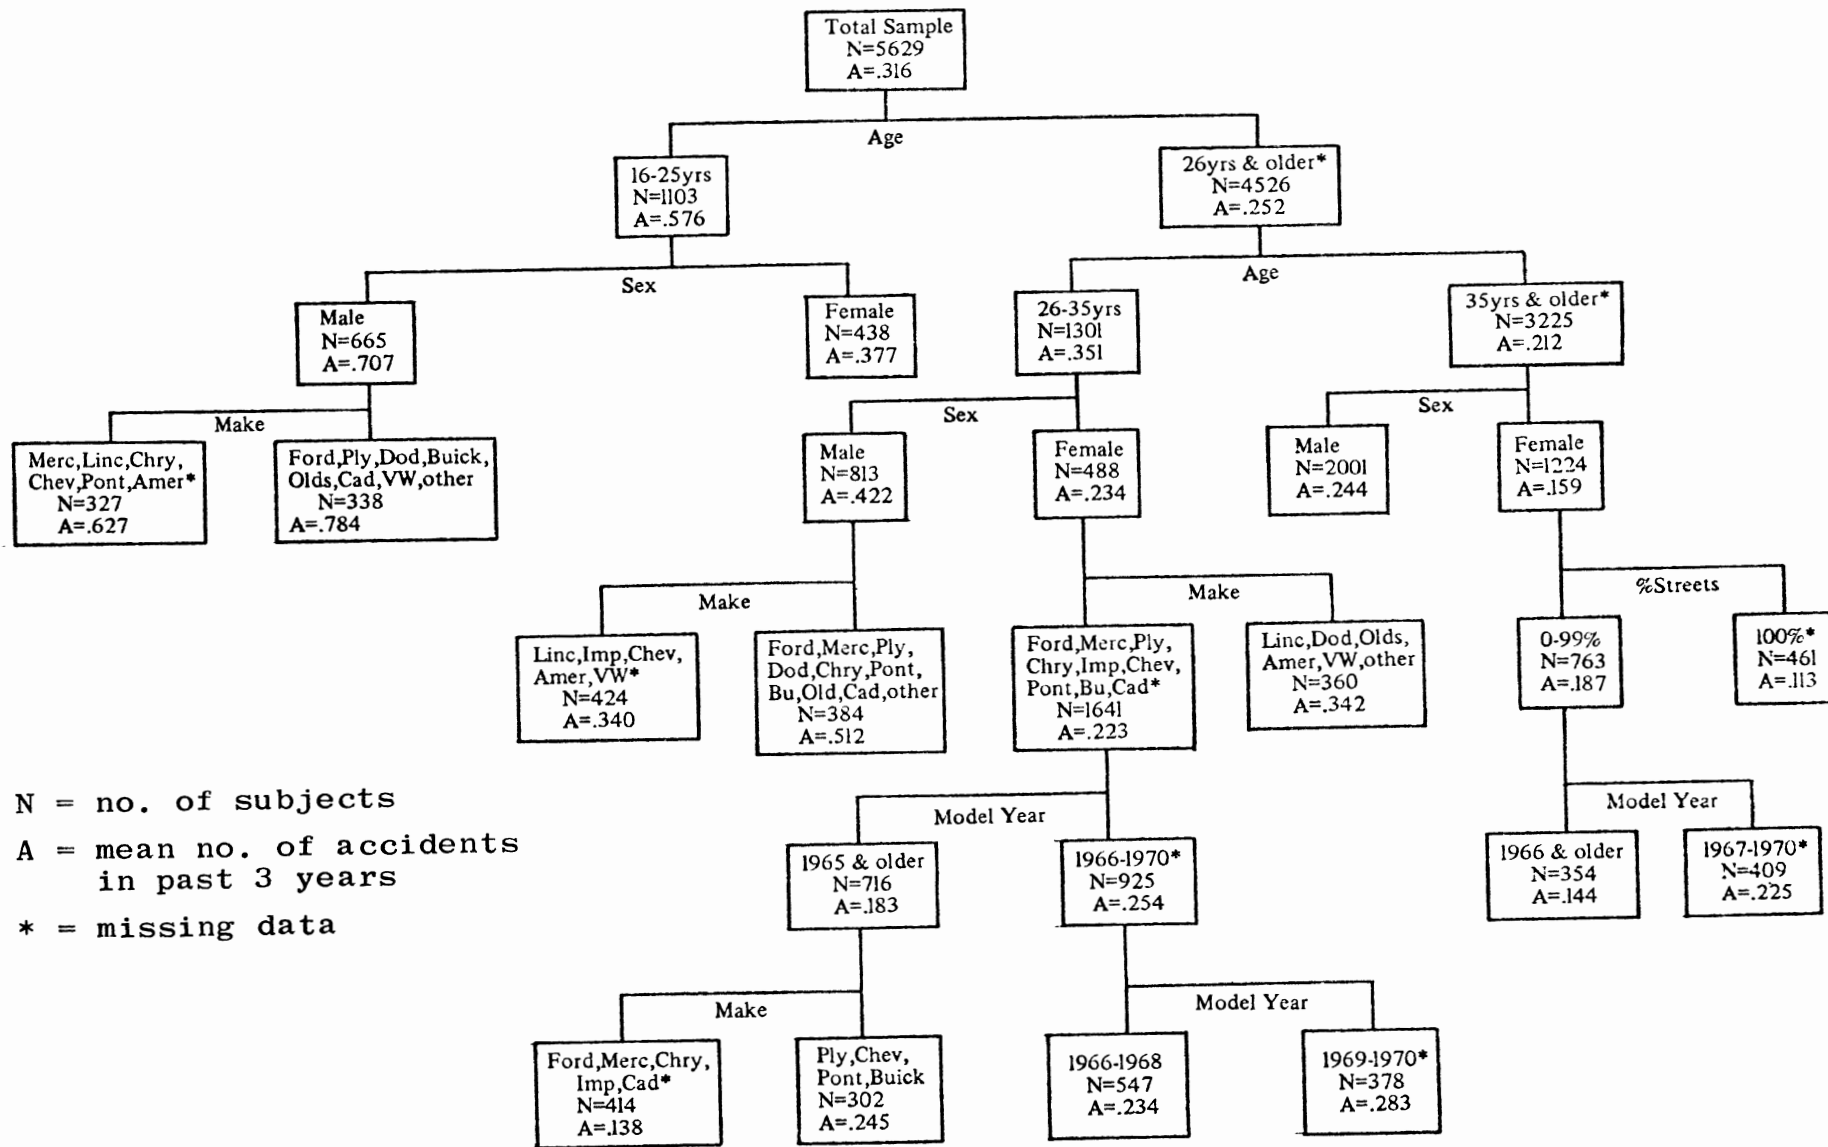 Total Sample
N=5629
A=.316
Age
16-25yrs
N=1103
A=.576
26yrs & older*
N=4526
A=.252
Sex
Age
Male
N=665
A=.707
Female
N=438
A=.377
26-35yrs
N=1301
A=.351
35yrs & older*
N=3225
A=.212
Make
Sex
Sex
Merc,Linc,Chry,
Chev,Pont,Amer*
N=327
A=.627
Ford,Ply,Dod,Buick,
Olds,Cad,VW,other
N=338
A=.784
Male
N=813
A=.422
Female
N=488
A=.234
Male
N=2001
A=.244
Female
N=1224
A=.159
Make
Make
%Streets
Linc,Imp,Chev,
Amer,VW*
N=424
A=.340
Ford,Merc,Ply,
Dod,Chry,Pont,
Bu,Old,Cad,other
N=384
A=.512
Ford,Merc,Ply,
Chry,Imp,Chev,
Pont,Bu,Cad*
N=1641
A=.223
Linc,Dod,Olds,
Amer,VW,other
N=360
A=.342
0-99%
N=763
A=.187
100%*
N=461
A=.113
N = no. of subjects
A = mean no. of accidents
in past 3 years
* = missing data
Model Year
Model Year
1965 & older
N=716
A=.183
1966-1970*
N=925
A=.254
1966 & older
N=354
A=.144
1967-1970*
N=409
A=.225
Make
Model Year
Ford,Merc,Chry,
Imp,Cad*
N=414
A=.138
Ply,Chev,
Pont,Buick
N=302
A=.245
1966-1968
N=547
A=.234
1969-1970*
N=378
A=.283